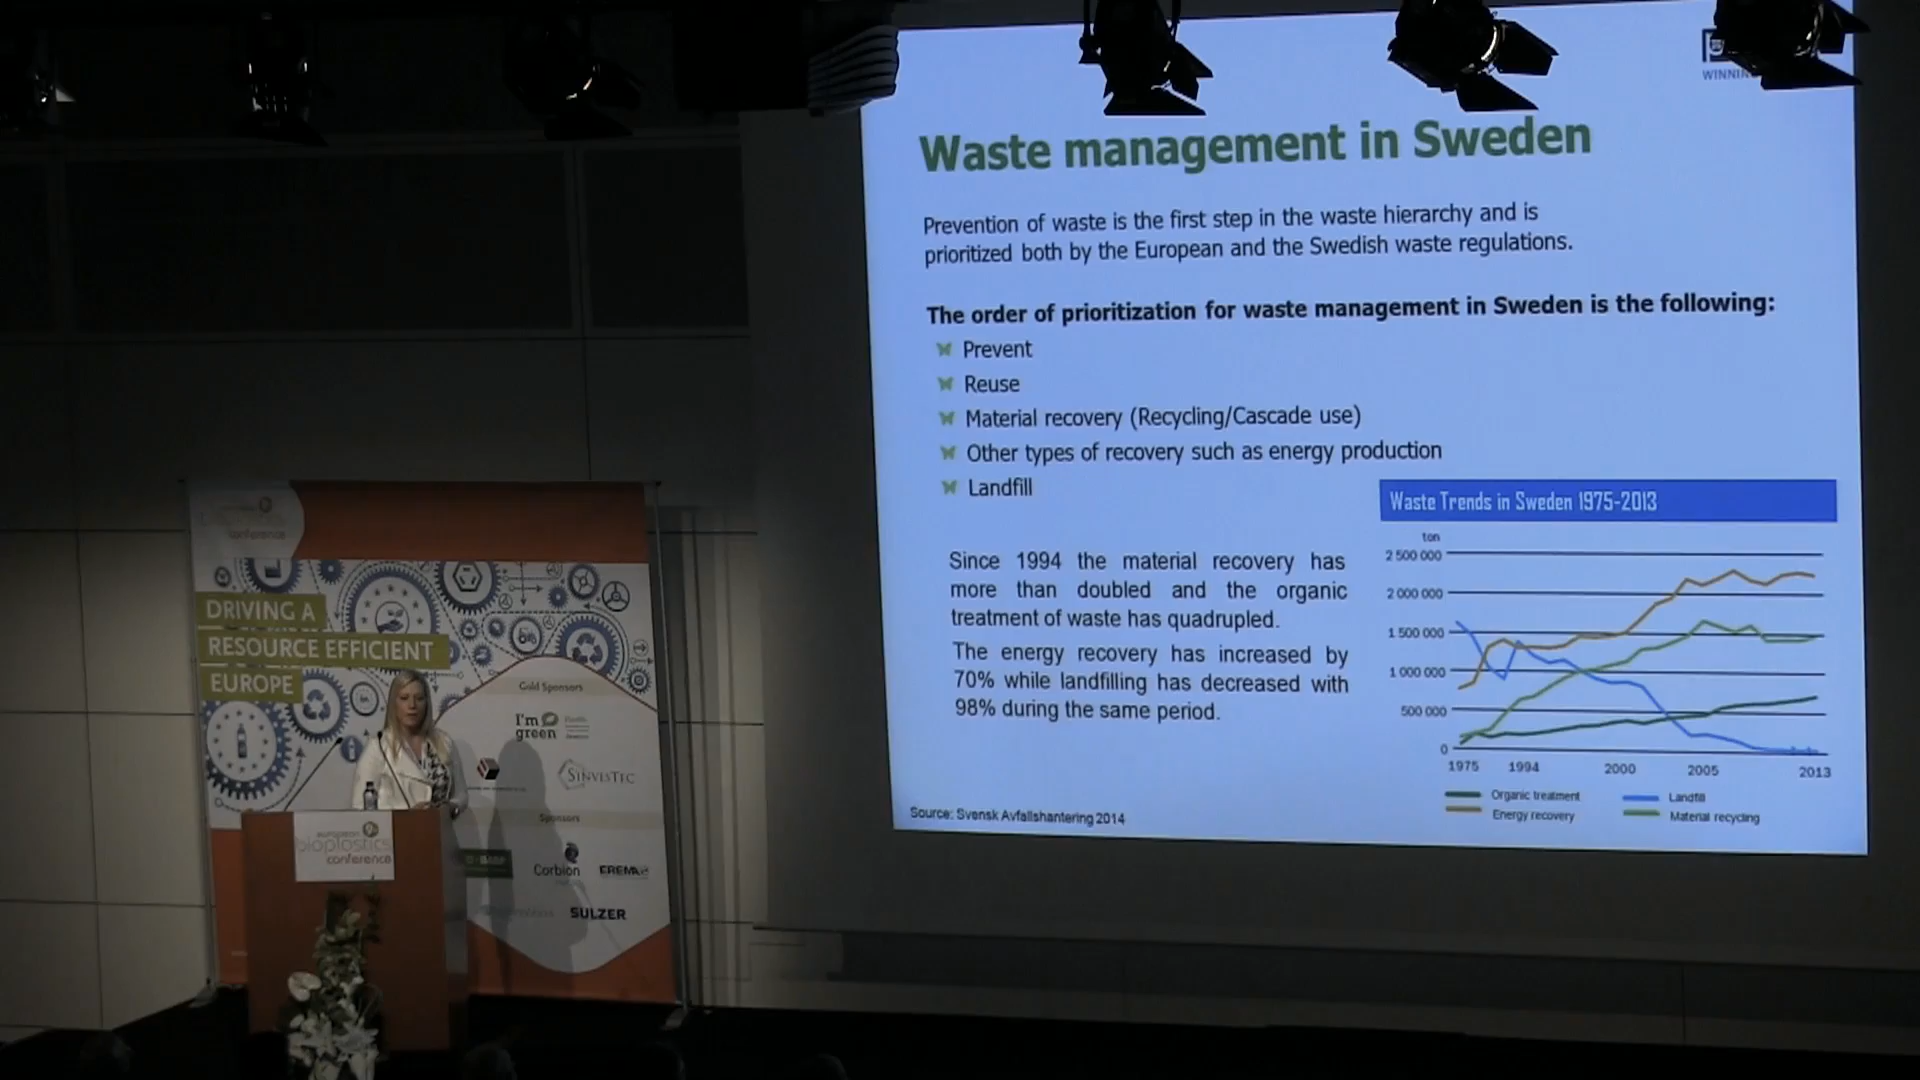 WINNIN
Waste management in Sweden
Prevention of waste is the first step in the waste hierarchy and is
prioritized both by the European and the Swedish waste regulations.
The order of prioritization for waste management in Sweden is the following:
Prevent
Reuse
Material recovery (Recycling/Cascade use)
Other types of recovery such as energy production
Landfill
Since 1994 the material recovery has
more than doubled and the organic
treatment of waste has quadrupled.
The energy recovery has increased by
70% while landfilling has decreased with
98% during the same period.
Source: Svensk Avfallshantering 2014
Waste Trends in Sweden 1975-2013
ton
2 500 000
2 000 000
1 500 000
1 000 000
500 000
0
1975 1994 2000 2005 2013
Organic treatment Landfill
Energy recovery Material recycling
conference
DRIVING A
RESOURCE EFFICIENT
EUROPE
Gold Sponsors
I'm
green
SINVESTEC
Sponsors
Corbion
EREMA
SULZER
european
bioplastics
conference